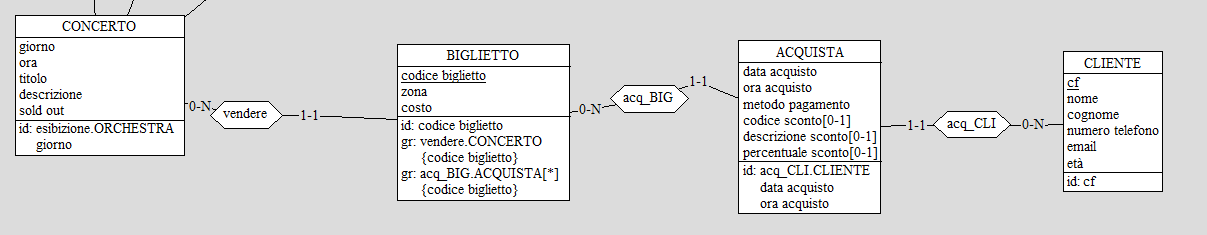 CONCERTO
giorno
ora
titolo
descrizione
sold out
id: esibizione.ORCHESTRA
giorno
0-N
vendere
1-1
BIGLIETTO
codice biglietto
zona
costo
id: codice biglietto
gr: vendere.CONCERTO
{codice biglietto}
gr: acq_BIG.ACQUISTA[*]
{codice biglietto}
0-N
acq_BIG
1-1
ACQUISTA
data acquisto
ora acquisto
metodo pagamento
codice sconto[0-1]
descrizione sconto[0-1]
percentuale sconto[0-1]
id: acq_CLI.CLIENTE
data acquisto
ora acquisto
1-1
acq_CLI
0-N
CLIENTE
cf
nome
cognome
numero telefono
email
età
id: cf